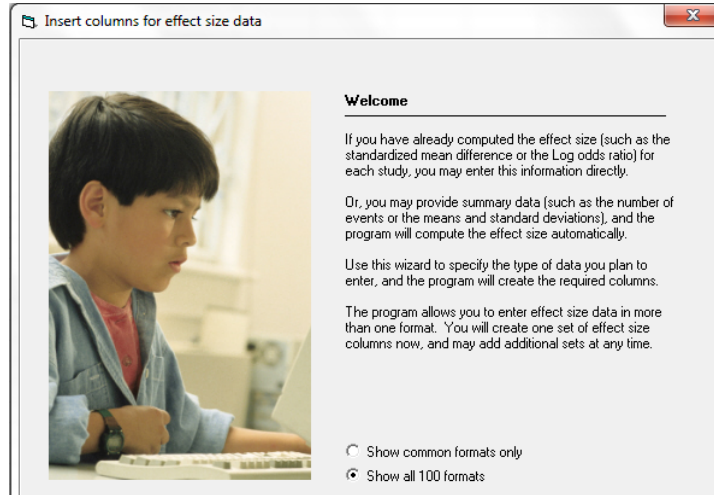 Insert columns for effect size data
Welcome
If you have already computed the effect size (such as the
standardized mean difference or the Log odds ratio) for
each study, you may enter this information directly.
Or, you may provide summary data (such as the number of
events or the means and standard deviations), and the
program will compute the effect size automatically.
Use this wizard to specify the type of data you plan to
enter, and the program will create the required columns.
The program allows you to enter effect size data in more
than one format.  You will create one set of effect size
columns now, and may add additional sets at any time.
Show common formats only
Show all 100 formats